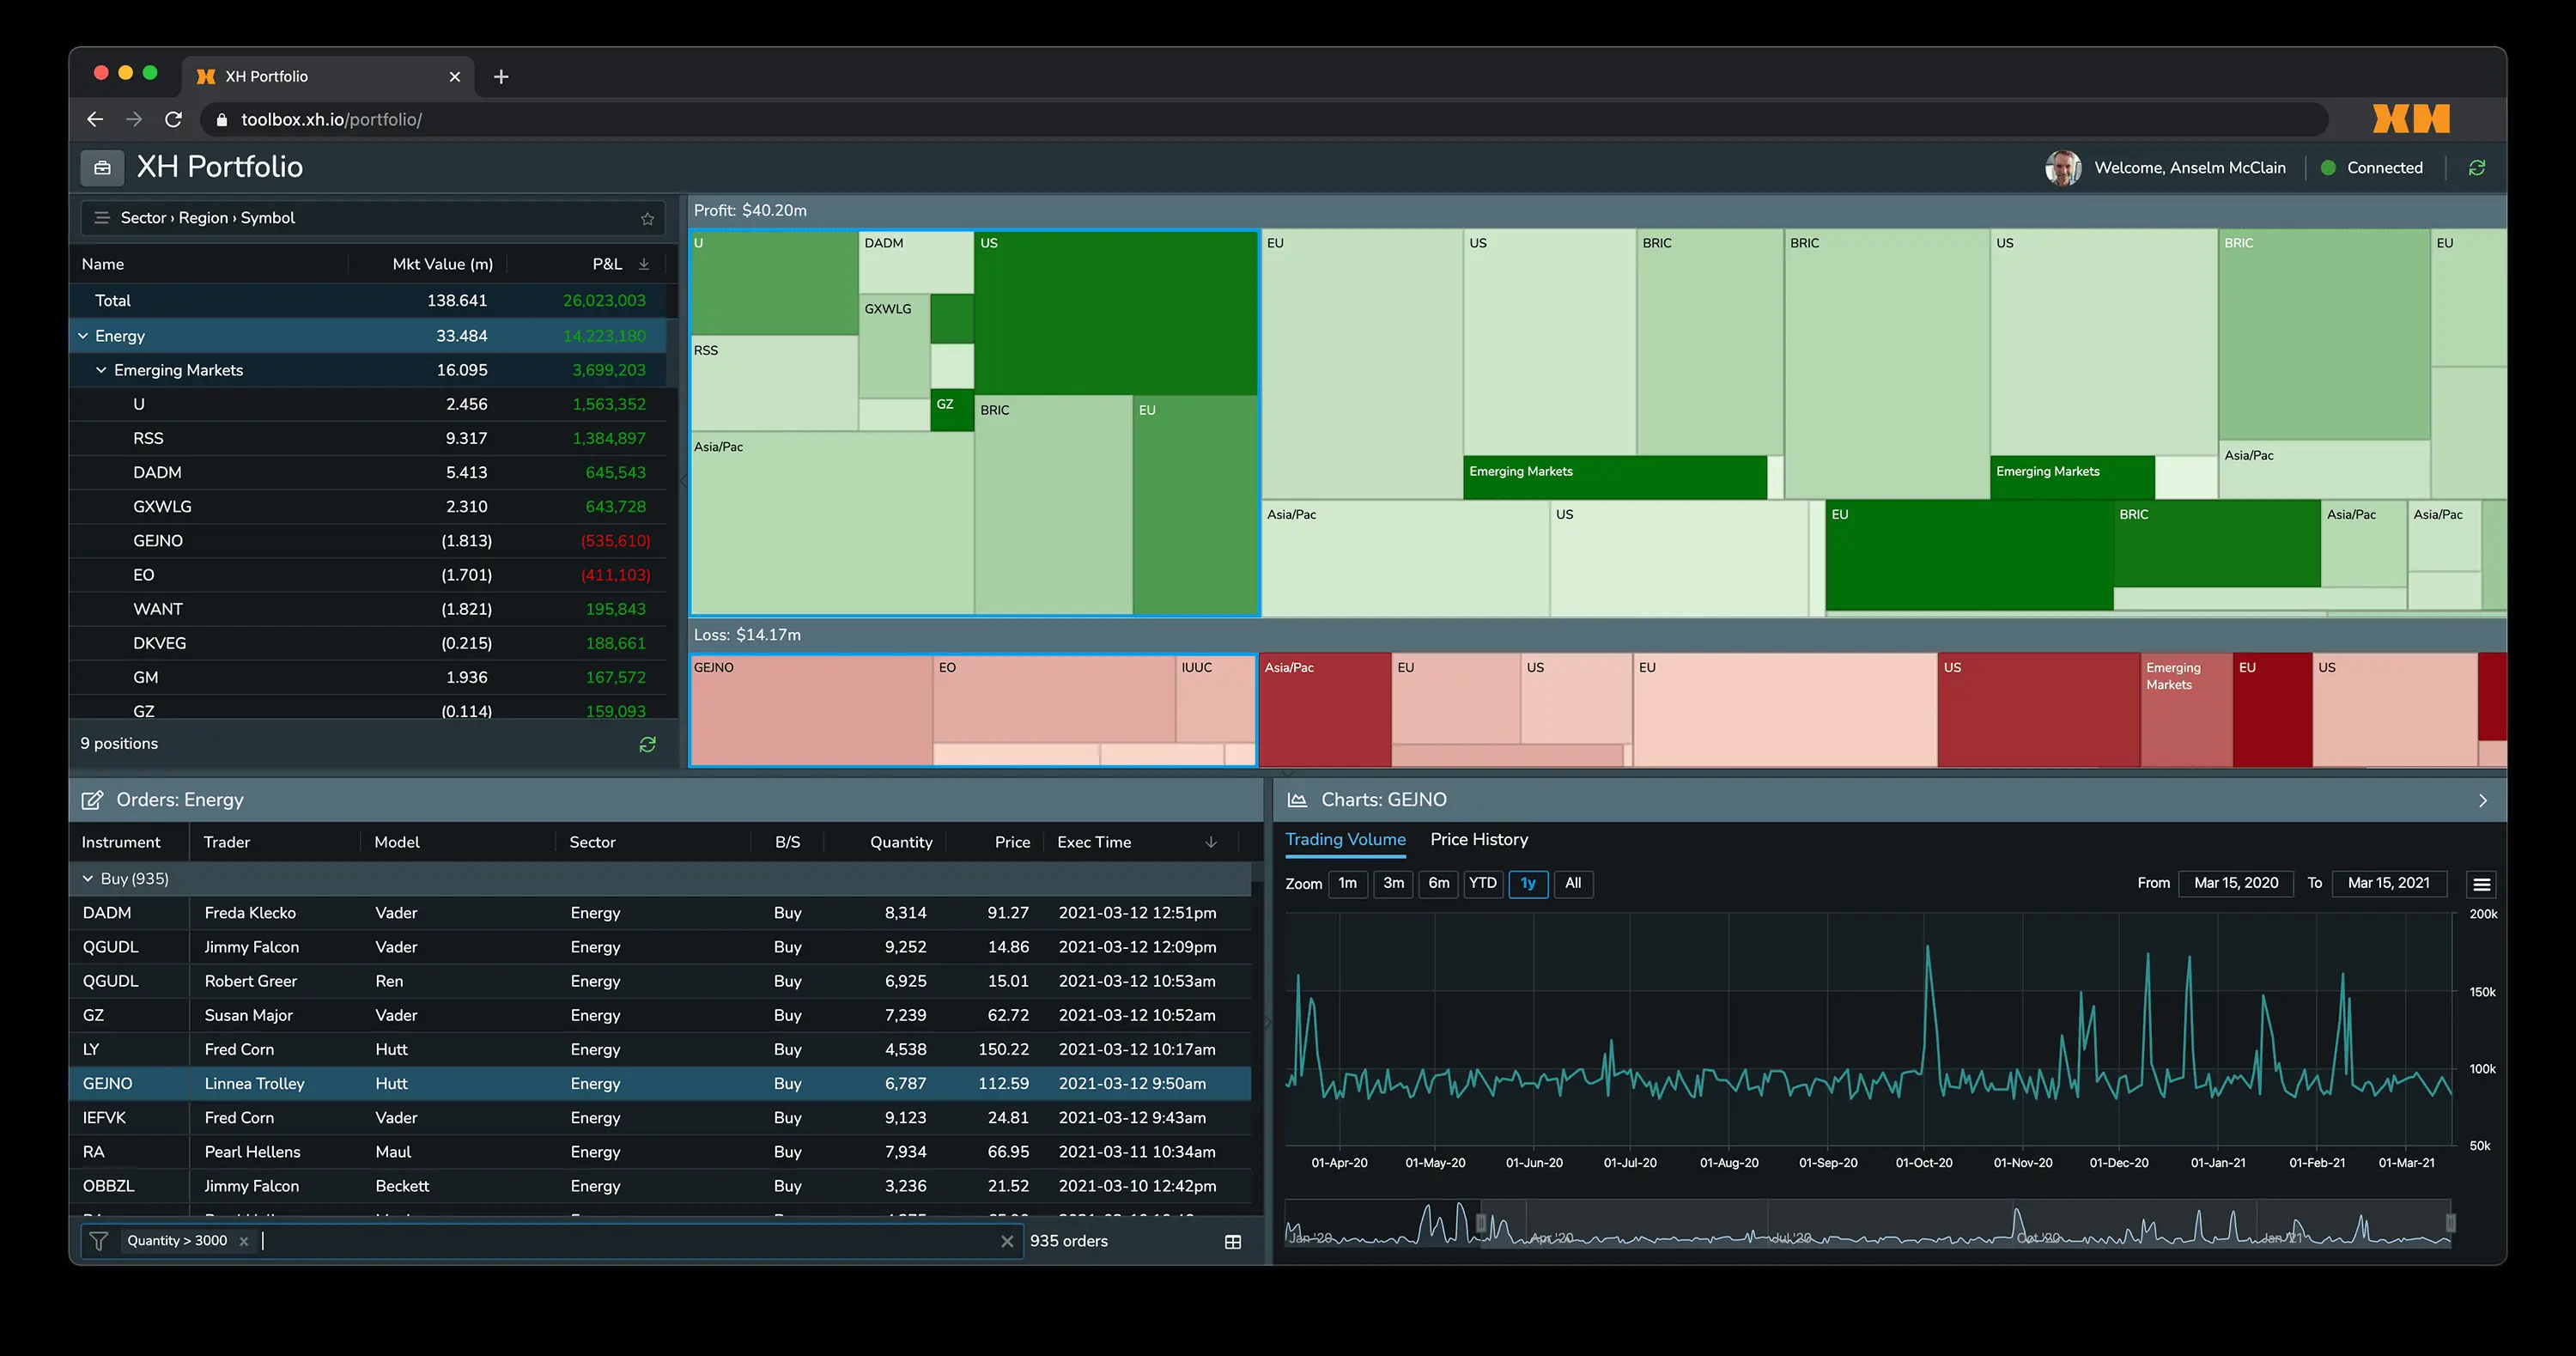 XH Portfolio
toolbox.xh.io/portfolio/
XH
XH Portfolio
Welcome, Anselm McClain
Connected
Sector › Region › Symbol
Name Mkt Value (m) P&L
Total 138.641 26,023,003
Energy 33.484 14,223,180
Emerging Markets 16.095 3,699,203
U 2.456 1,563,352
RSS 9.317 1,384,897
DADM 5.413 645,543
GXWLG 2.310 643,728
GEJNO (1.813) (535,610)
EO (1.701) (411,103)
WANT (1.821) 195,843
DKVEG (0.215) 188,661
GM 1.936 167,572
GZ (0.114) 159,093
9 positions
Profit: $40.20m
U DADM US EU US BRIC BRIC US BRIC EU
GXWLG
RSS
GZ BRIC EU
Asia/Pac
Emerging Markets Emerging Markets Asia/Pac
Asia/Pac US EU BRIC Asia/Pac Asia/Pac
Loss: $14.17m
GEJNO EO IUUC Asia/Pac EU US EU US Emerging Markets EU US
Orders: Energy
Instrument Trader Model Sector B/S Quantity Price Exec Time
Buy (935)
DADM Freda Klecko Vader Energy Buy 8,314 91.27 2021-03-12 12:51pm
QGUDL Jimmy Falcon Vader Energy Buy 9,252 14.86 2021-03-12 12:09pm
QGUDL Robert Greer Ren Energy Buy 6,925 15.01 2021-03-12 10:53am
GZ Susan Major Vader Energy Buy 7,239 62.72 2021-03-12 10:52am
LY Fred Corn Hutt Energy Buy 4,538 150.22 2021-03-12 10:17am
GEJNO Linnea Trolley Hutt Energy Buy 6,787 112.59 2021-03-12 9:50am
IEFVK Fred Corn Vader Energy Buy 9,123 24.81 2021-03-12 9:43am
RA Pearl Hellens Maul Energy Buy 7,934 66.95 2021-03-11 10:34am
OBBZL Jimmy Falcon Beckett Energy Buy 3,236 21.52 2021-03-10 12:42pm
Quantity > 3000
935 orders
Charts: GEJNO
Trading Volume Price History
Zoom 1m 3m 6m YTD 1y All From Mar 15, 2020 To Mar 15, 2021
200k
150k
100k
50k
01-Apr-20 01-May-20 01-Jun-20 01-Jul-20 01-Aug-20 01-Sep-20 01-Oct-20 01-Nov-20 01-Dec-20 01-Jan-21 01-Feb-21 01-Mar-21
Jan '20 Apr '20 Jul '20 Oct '20 Jan '21